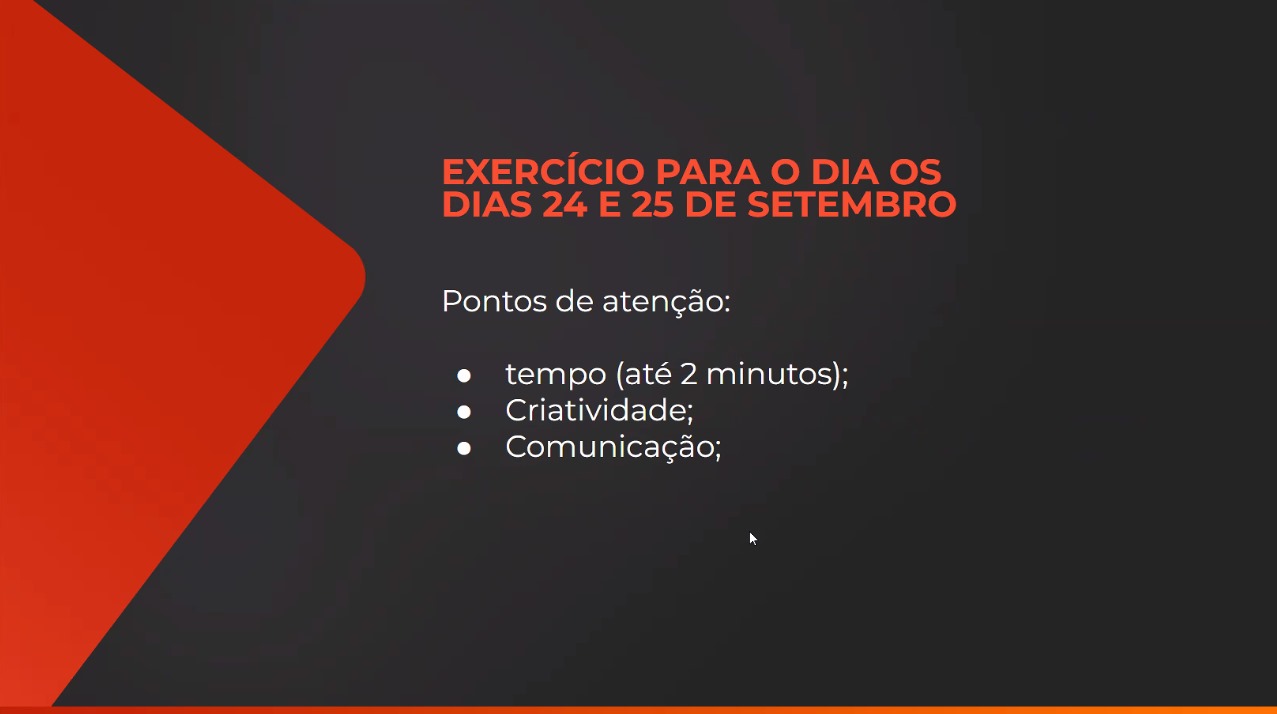 EXERCÍCIO PARA O DIA OS
DIAS 24 E 25 DE SETEMBRO
Pontos de atenção:
● tempo (até 2 minutos);
● Criatividade;
● Comunicação;